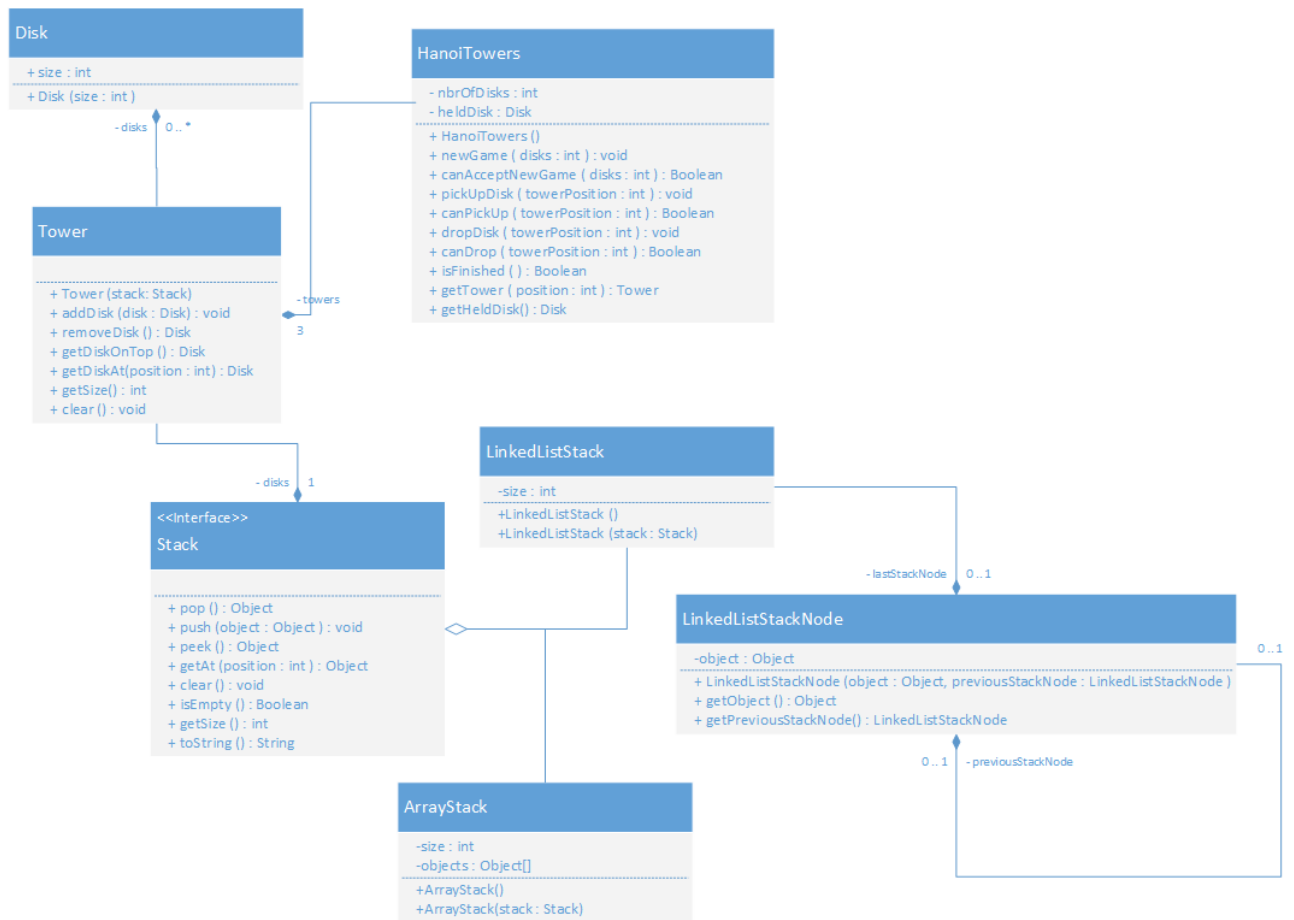 Disk
+ size : int
+ Disk (size : int )
- disks 0 .. *
HanoiTowers
- nbrOfDisks : int
- heldDisk : Disk
+ HanoiTowers ()
+ newGame ( disks : int ) : void
+ canAcceptNewGame ( disks : int ) : Boolean
+ pickUpDisk ( towerPosition : int ) : void
+ canPickUp ( towerPosition : int ) : Boolean
+ dropDisk ( towerPosition : int ) : void
+ canDrop ( towerPosition : int ) : Boolean
+ isFinished ( ) : Boolean
+ getTower ( position : int ) : Tower
+ getHeldDisk() : Disk
Tower
+ Tower (stack: Stack)
+ addDisk (disk : Disk) : void
+ removeDisk () : Disk
+ getDiskOnTop () : Disk
+ getDiskAt(position : int) : Disk
+ getSize() : int
+ clear () : void
- towers
3
- disks 1
<<Interface>>
Stack
+ pop () : Object
+ push (object : Object ) : void
+ peek () : Object
+ getAt (position : int ) : Object
+ clear () : void
+ isEmpty () : Boolean
+ getSize () : int
+ toString () : String
LinkedListStack
-size : int
+LinkedListStack ()
+LinkedListStack (stack : Stack)
- lastStackNode 0 .. 1
LinkedListStackNode
-object : Object
+ LinkedListStackNode (object : Object, previousStackNode : LinkedListStackNode )
+ getObject () : Object
+ getPreviousStackNode() : LinkedListStackNode
0 .. 1
0 .. 1 - previousStackNode
ArrayStack
-size : int
-objects : Object[]
+ArrayStack()
+ArrayStack(stack : Stack)